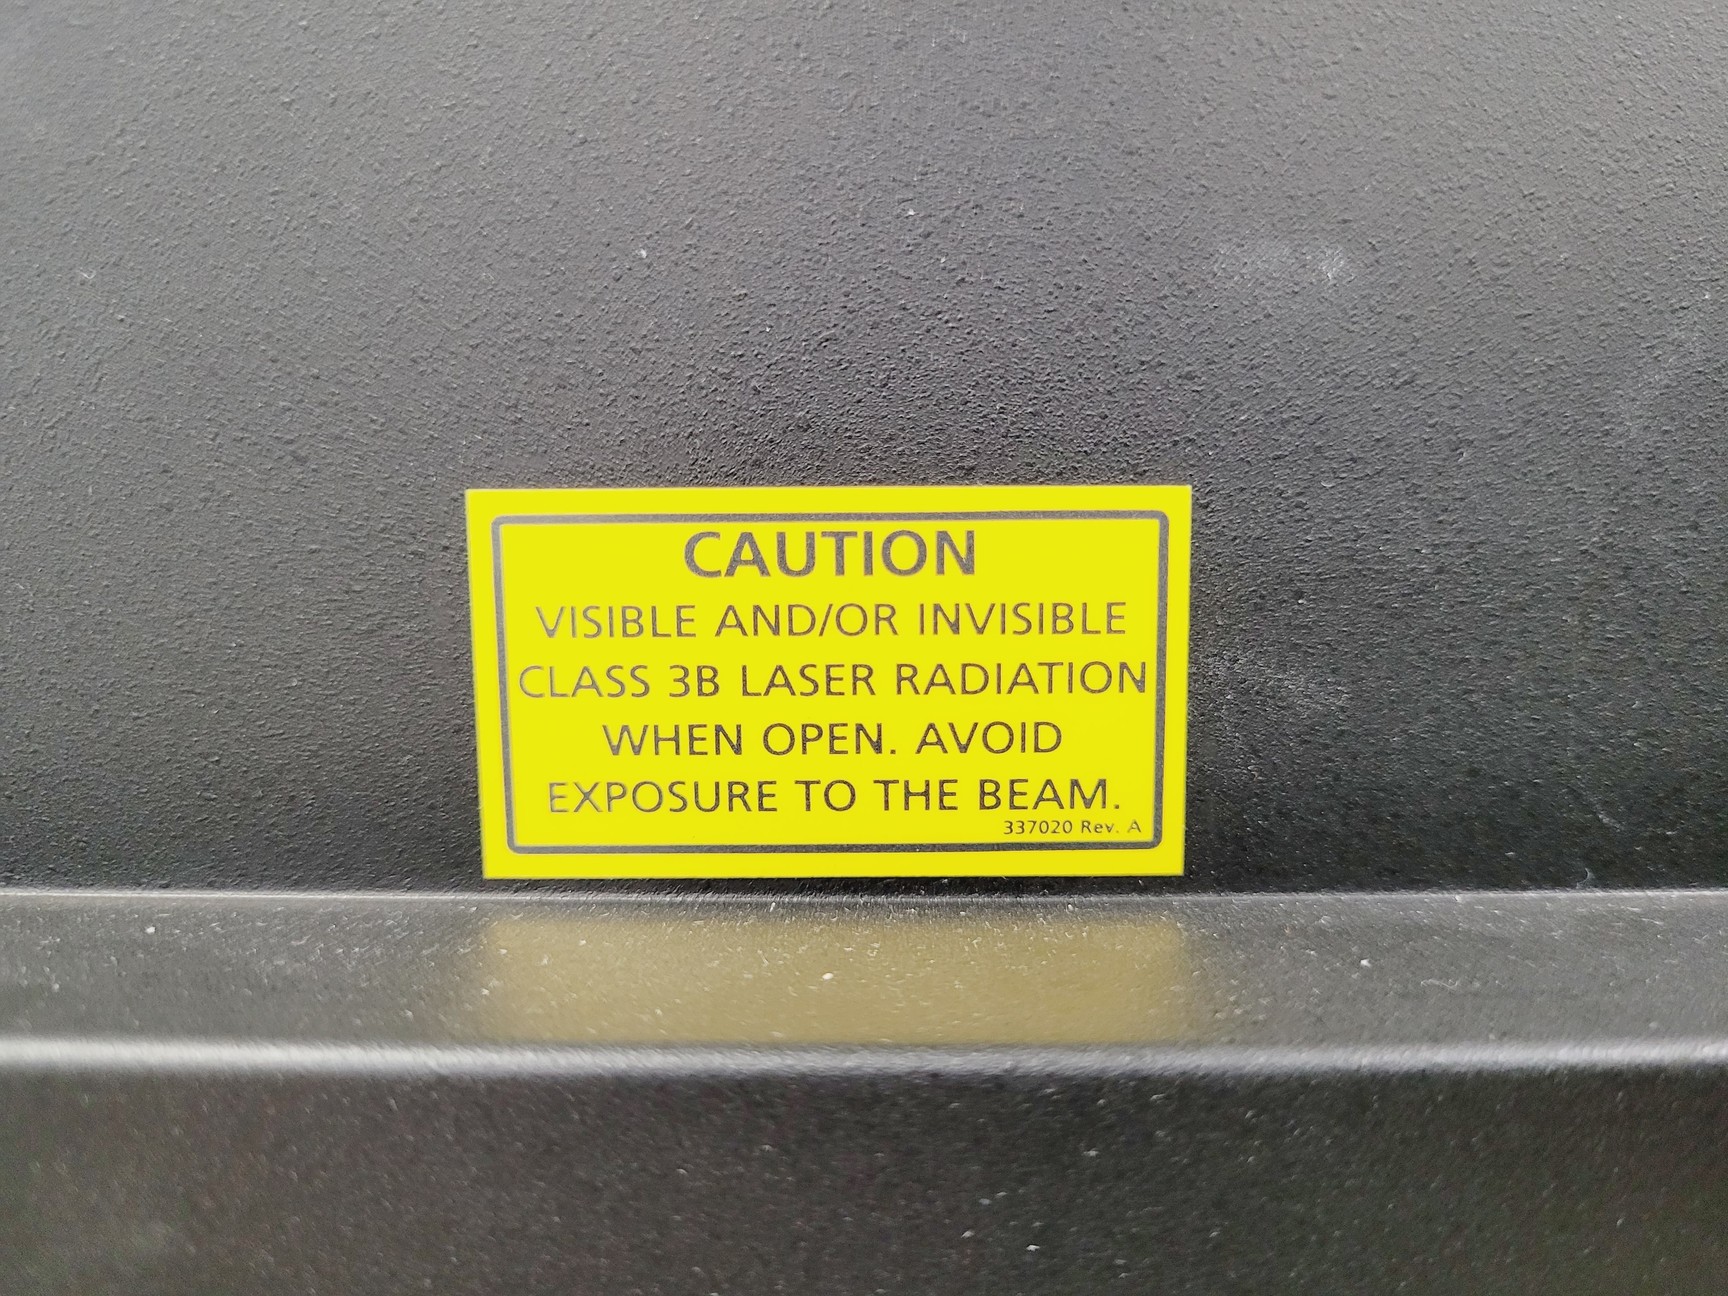 CAUTION
VISIBLE AND/OR INVISIBLE
CLASS 3B LASER RADIATION
WHEN OPEN. AVOID
EXPOSURE TO THE BEAM.
337020 Rev. A